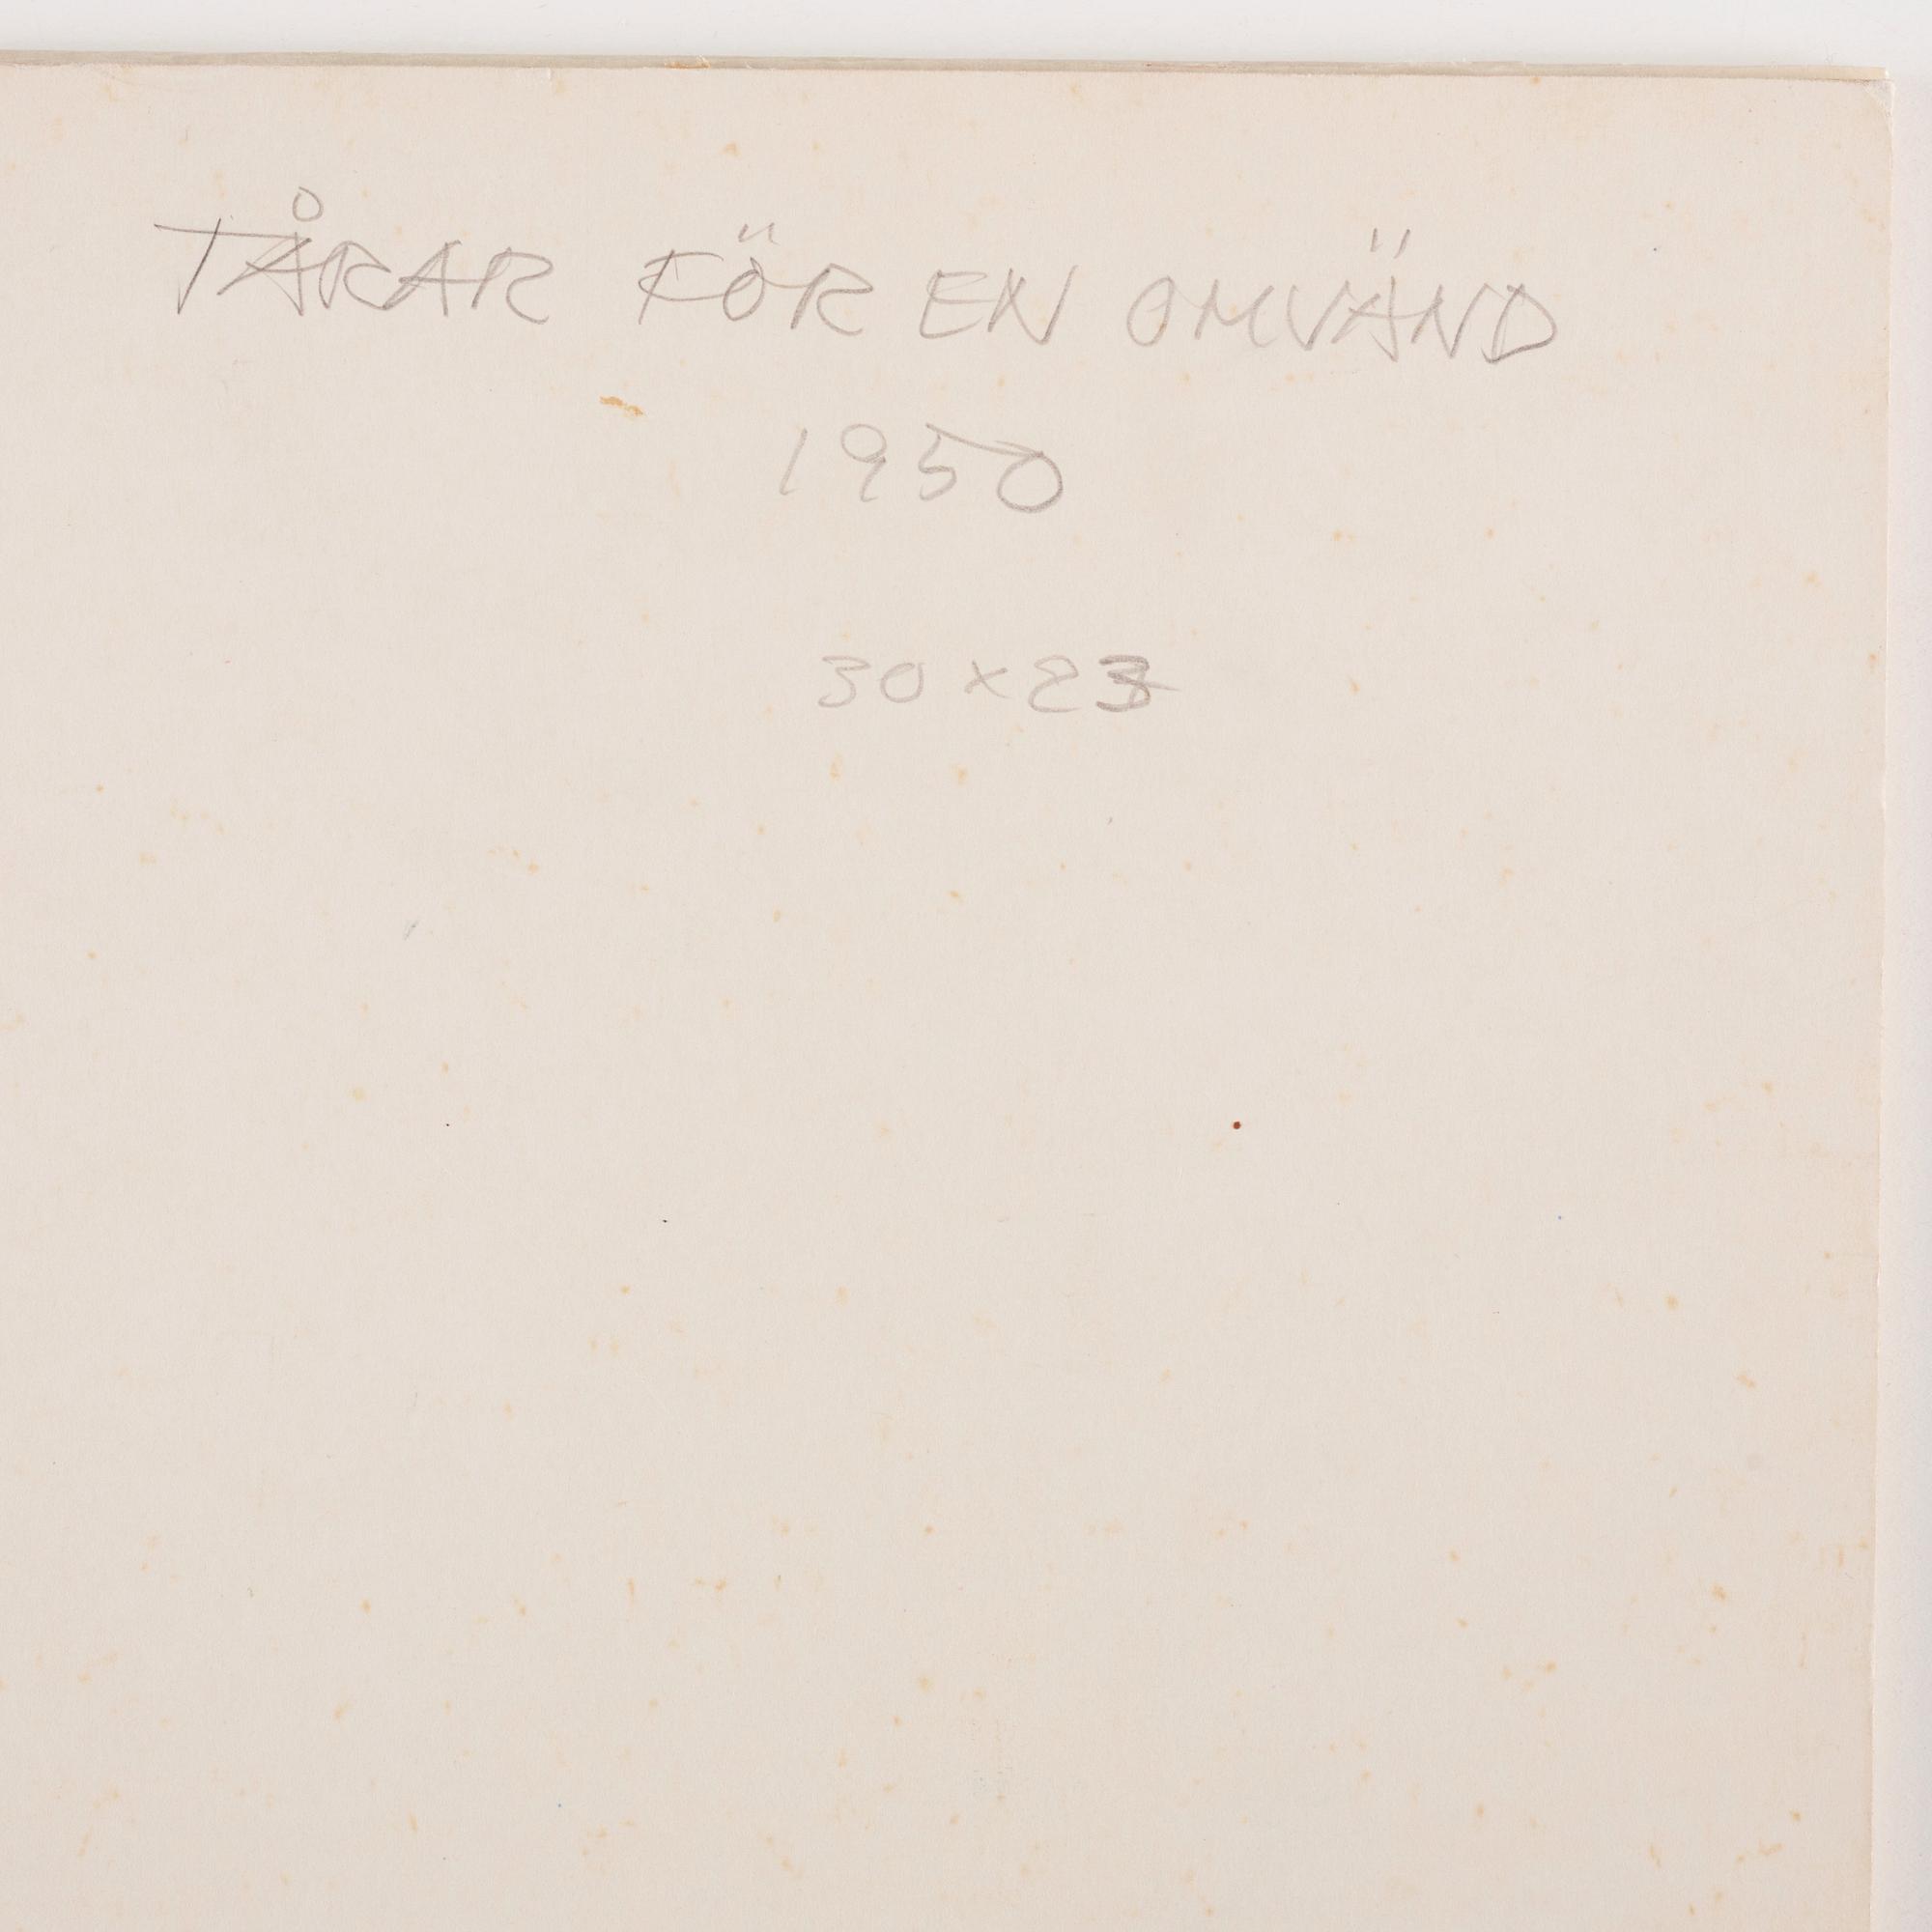 TÅRAR FÖR EN OMVÄND
1950
30 x 23